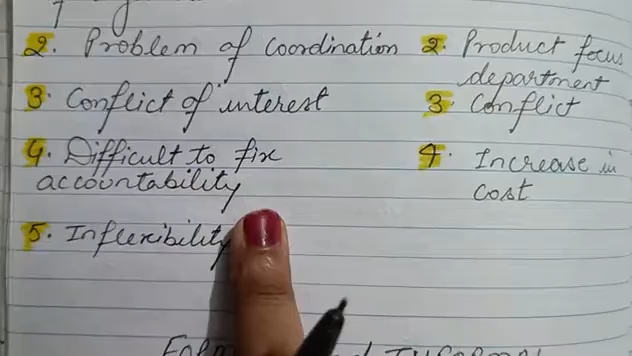 2. Problem of coordination
3. Conflict of interest
4. Difficult to fix
accountability
5. Inflexibility
2. Product focus
department
3. Conflict
4. Increase in
cost